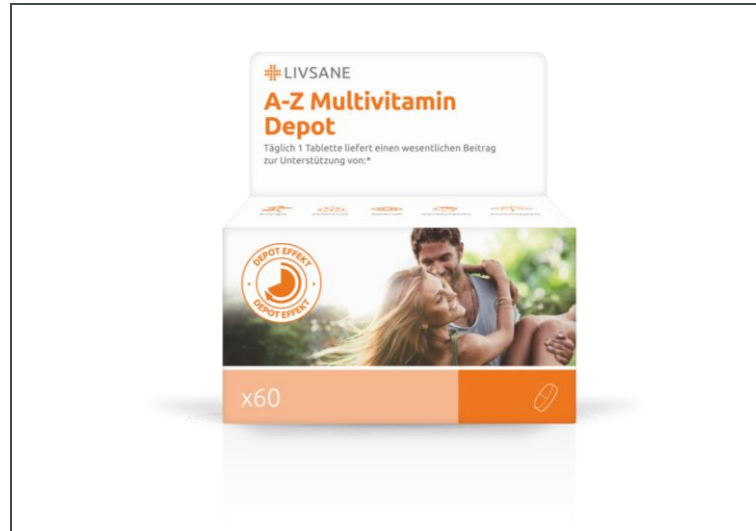 LIVSANE
A-Z Multivitamin
Depot
Täglich 1 Tablette liefert einen wesentlichen Beitrag
zur Unterstützung von:*
DEPOT EFFEKT
DEPOT EFFEKT
x60